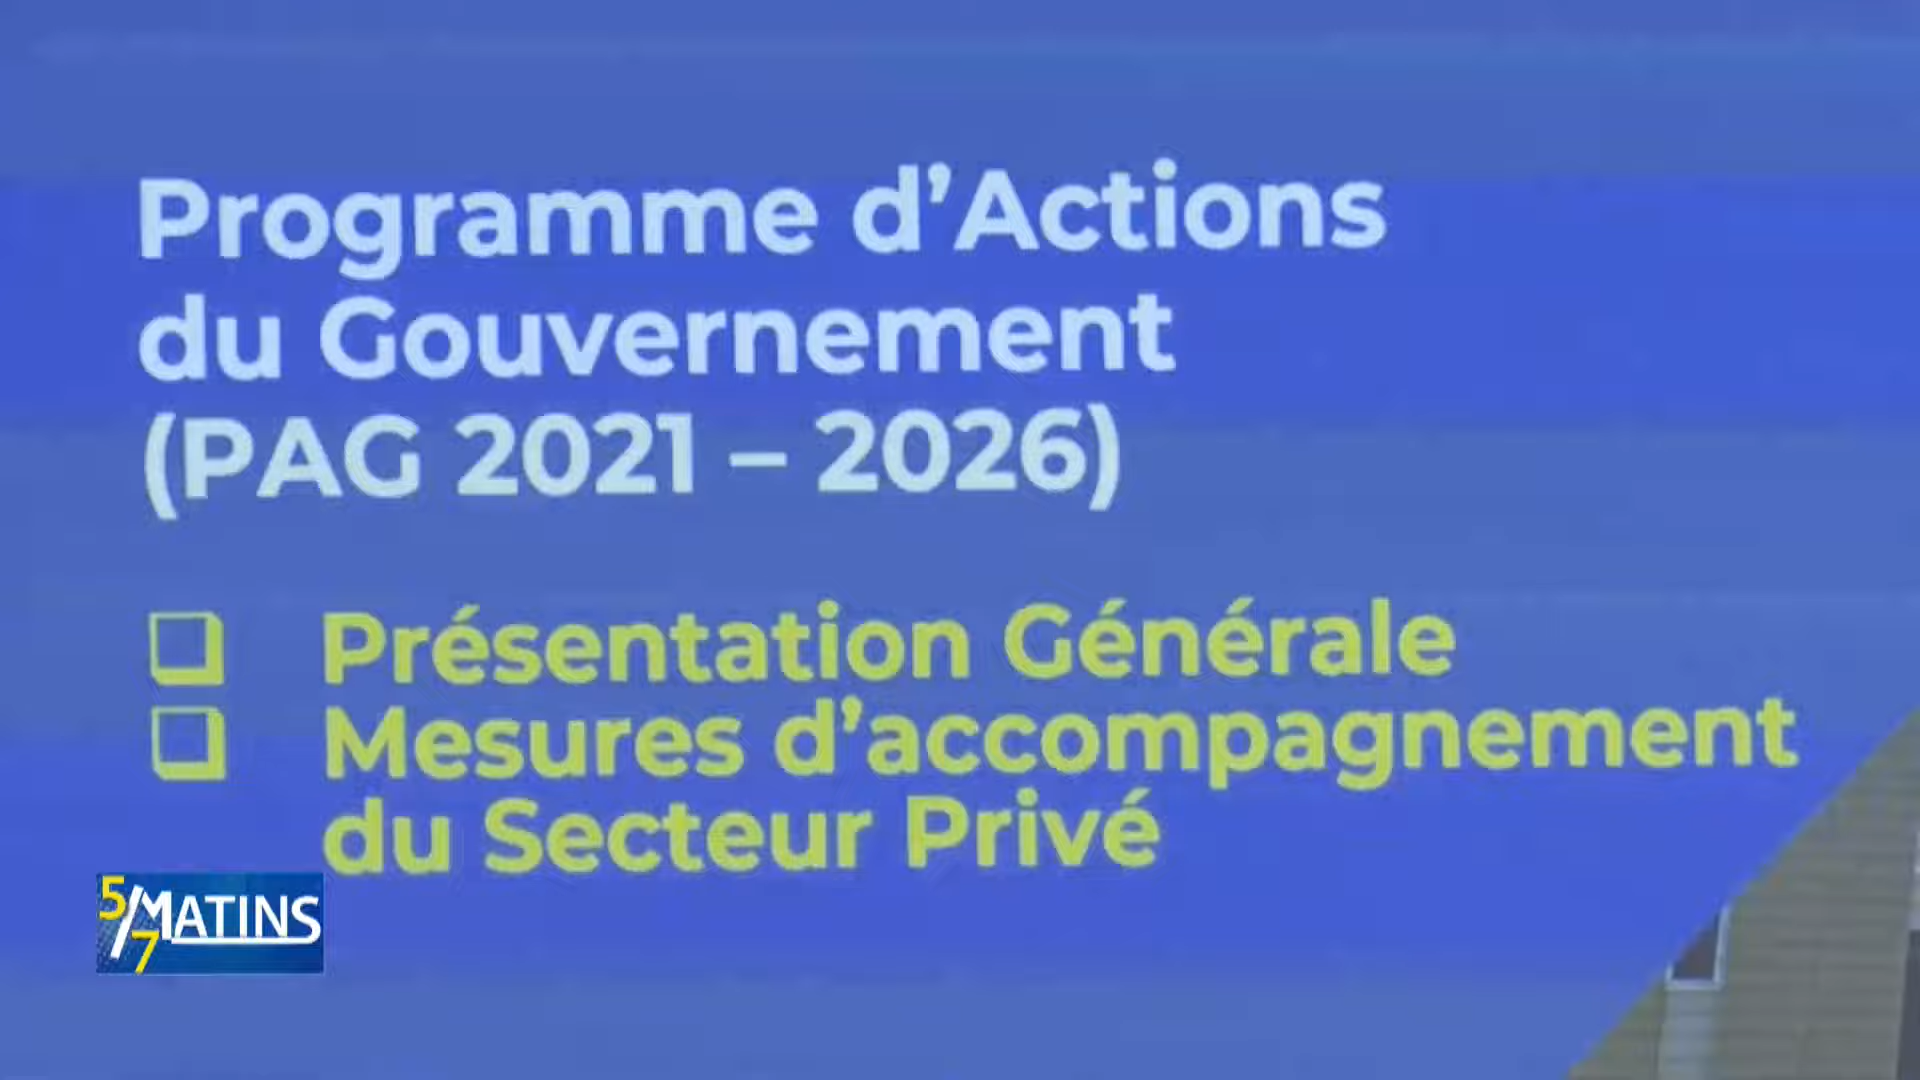 Programme d'Actions
du Gouvernement
(PAG 2021 – 2026)
❑ Présentation Générale
❑ Mesures d'accompagnement
du Secteur Privé
5/7 MATINS